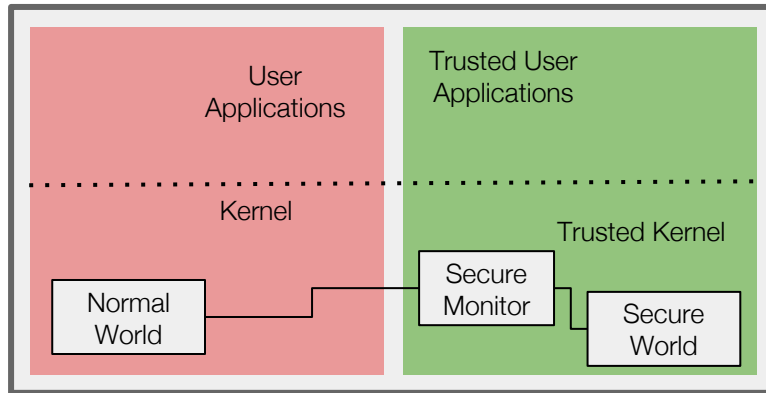 User
Applications
Trusted User
Applications
Kernel
Trusted Kernel
Normal
World
Secure
Monitor
Secure
World